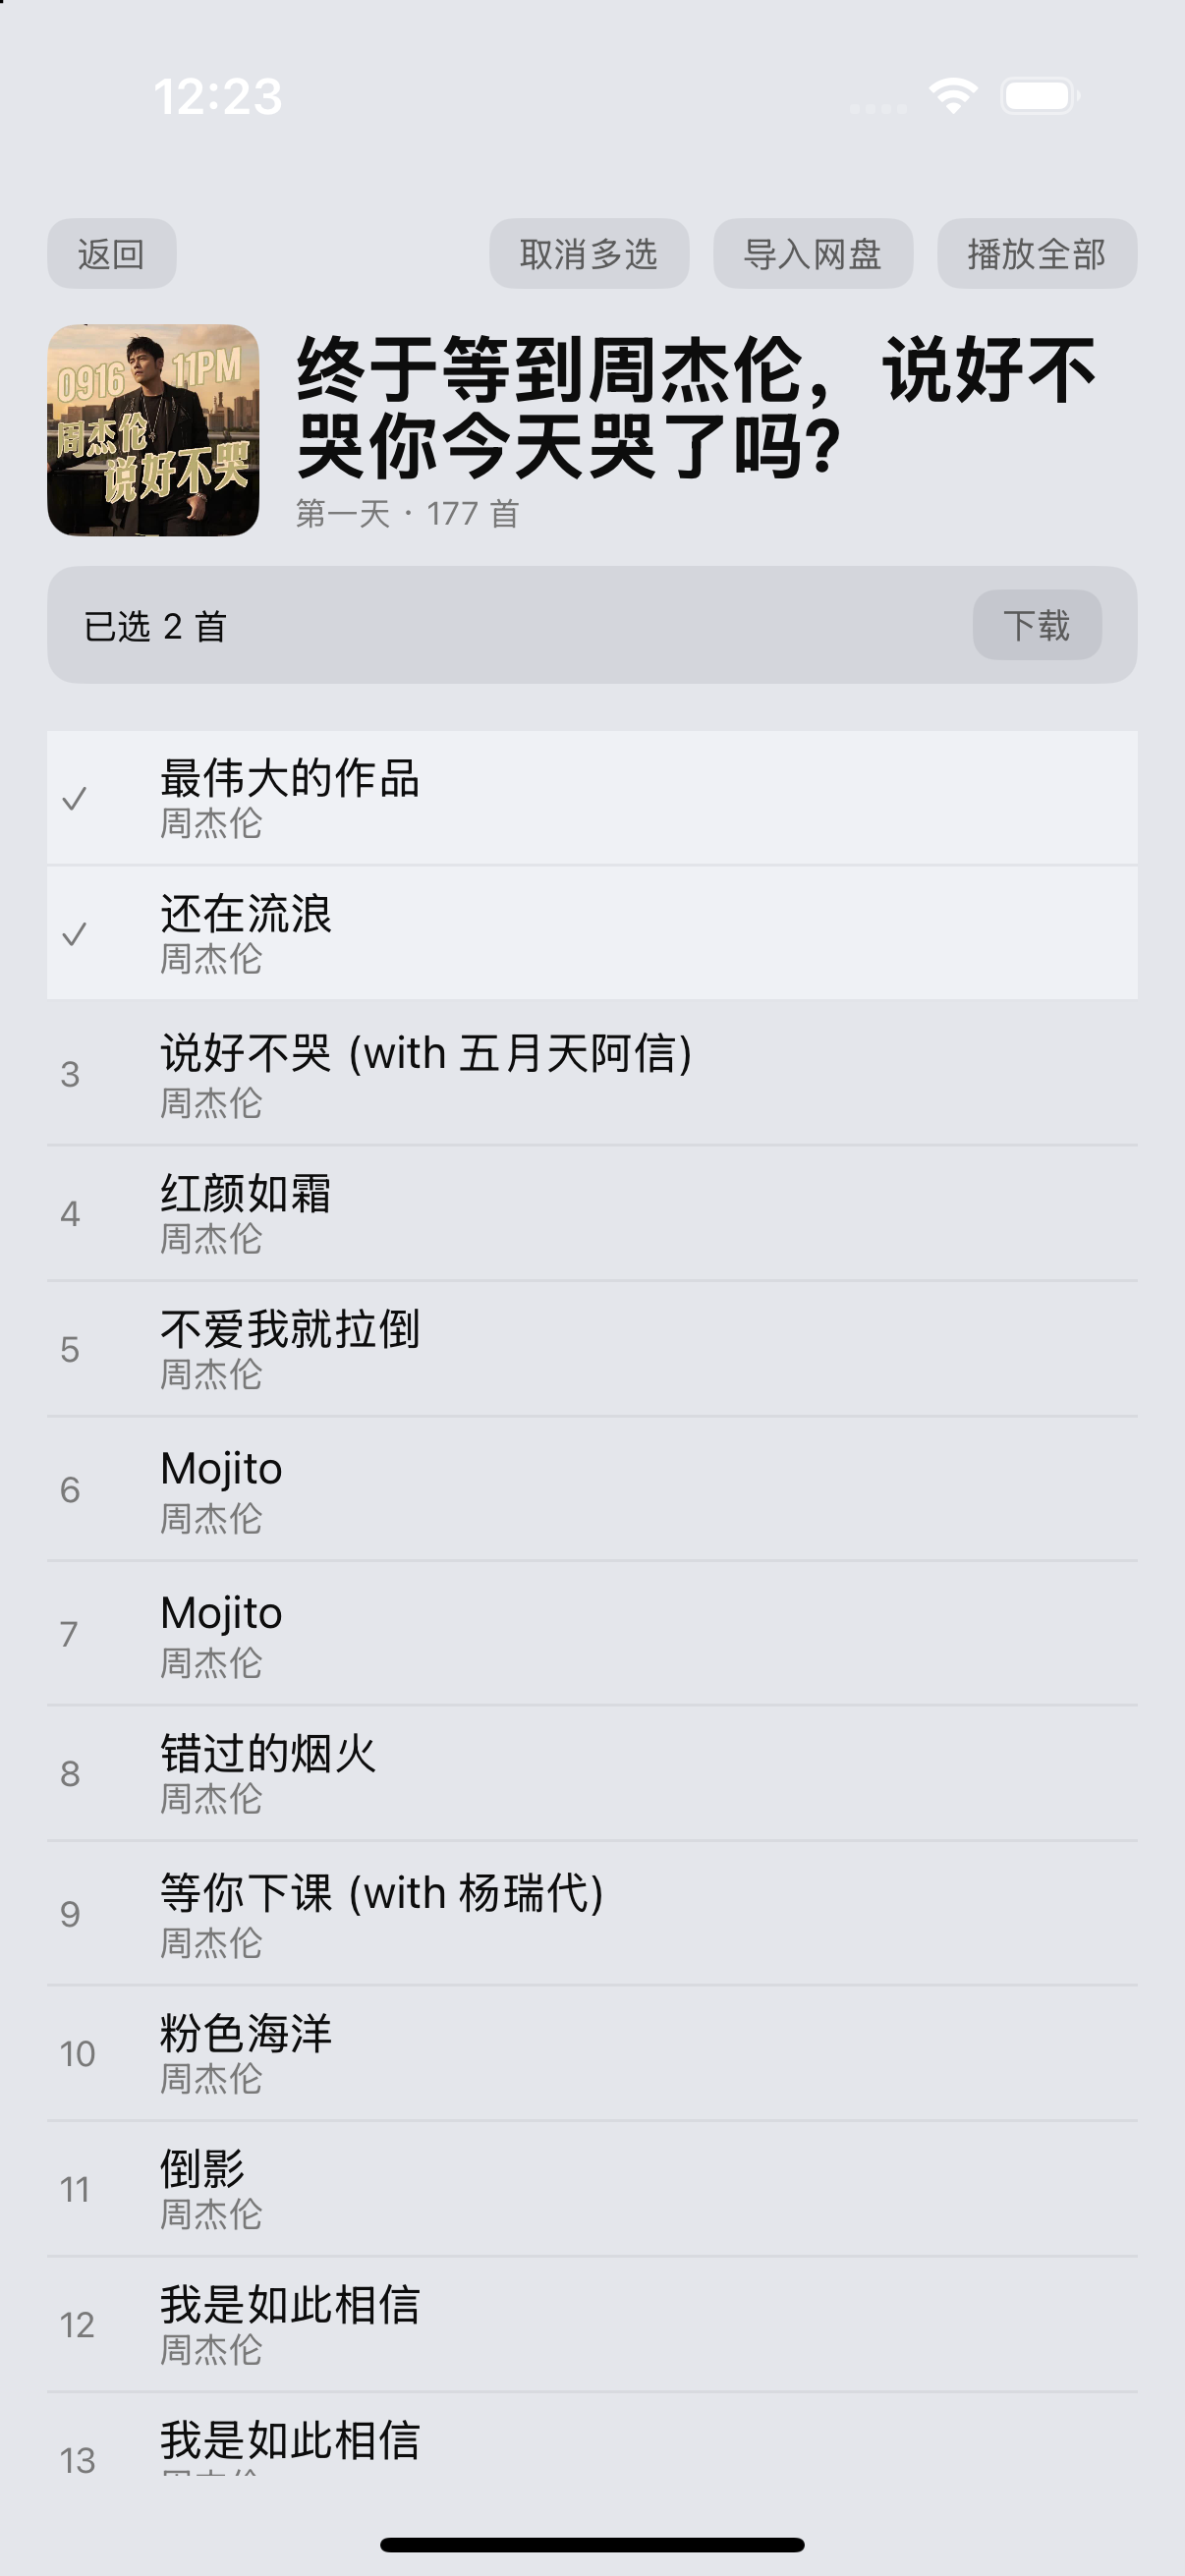 12:23
返回 取消多选 导入网盘 播放全部
0916 11PM
周杰伦
说好不哭
终于等到周杰伦， 说好不
哭你今天哭了吗?
第一天 · 177 首
已选 2 首 下载
最伟大的作品
周杰伦
还在流浪
周杰伦
3 说好不哭 (with 五月天阿信)
周杰伦
4 红颜如霜
周杰伦
5 不爱我就拉倒
周杰伦
6 Mojito
周杰伦
7 Mojito
周杰伦
8 错过的烟火
周杰伦
9 等你下课 (with 杨瑞代)
周杰伦
10 粉色海洋
周杰伦
11 倒影
周杰伦
12 我是如此相信
周杰伦
13 我是如此相信